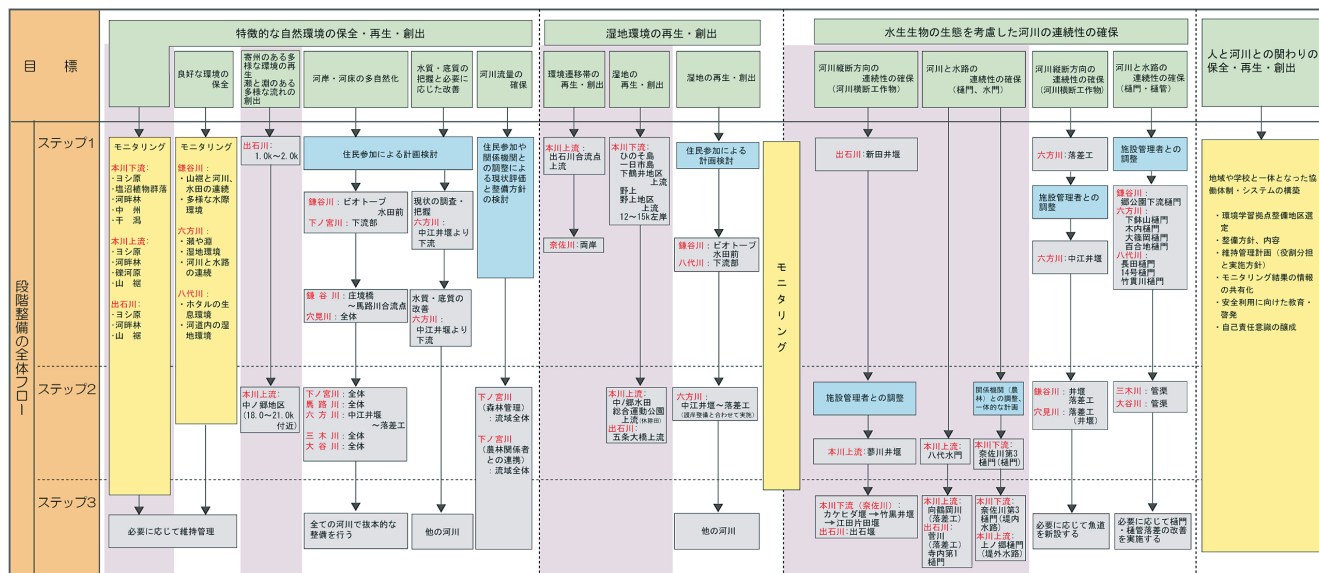 目　標
特徴的な自然環境の保全・再生・創出
良好な環境の
保全
寄州のある多
様な環境の再
生
瀬と淵のある
多様な流れの
創出
河岸・河床の多自然化
水質・底質の
把握と必要に
応じた改善
河川流量の
確保
湿地環境の再生・創出
環境遷移帯の
再生・創出
湿地の
再生・創出
湿地の再生・創出
水生生物の生態を考慮した河川の連続性の確保
河川縦断方向の
連続性の確保
(河川横断工作物)
河川と水路の
連続性の確保
(樋門、水門)
河川縦断方向の
連続性の確保
(河川横断工作物)
河川と水路の
連続性の確保
(樋門・樋管)
人と河川との関わりの
保全・再生・創出
段階整備の全体フロー
ステップ1
ステップ2
ステップ3
モニタリング
本川下流：
・ヨシ原
・塩沼植物群落
・河畔林
・中　州
・干　潟
本川上流：
・ヨシ原
・河畔林
・礫河原
・山　裾
出石川：
・ヨシ原
・河畔林
・山　裾
モニタリング
鎌谷川：
・山裾と河川、
水田の連続
・多様な水際
環境
六方川：
・瀬や淵
・湿地環境
・河川と水路
の連続
八代川：
・ホタルの生
息環境
・河道内の湿
地環境
必要に応じて維持管理
出石川：
1.0k～2.0k
本川上流：
中ノ郷地区
(18.0～21.0k
付近)
住民参加による計画検討
鎌谷川：ビオトープ
水田前
下ノ宮川：下流部
鎌 谷 川：庄境橋
～馬路川合流点
穴見川：全体
下ノ宮川：全体
馬 路 川：全体
六 方 川：中江井堰
～落差工
三 木 川：全体
大 谷 川：全体
全ての河川で抜本的な
整備を行う
現状の調査・
把握
六方川：
中江井堰より
下流
水質・底質の
改善
六方川：
中江井堰より
下流
他の河川
住民参加や
関係機関と
の調整によ
る現状評価
と整備方針
の検討
下ノ宮川
(森林管理)
：流域全体
下ノ宮川
(農林関係者
との連携)
：流域全体
本川上流：
出石川合流点
上流
奈佐川：両岸
本川下流：
ひのそ島
一日市島
下鶴井地区
上流
野上
野上地区
上流
12～15k左岸
本川上流：
中ノ郷水田
総合運動公園
上流(休耕田)
出石川：
五条大橋上流
住民参加による
計画検討
鎌谷川：ビオトーブ
水田前
八代川：下流部
六方川：
中江井堰～落差工
(護岸整備と合わせて実施)
他の河川
モニタリング
出石川：新田井堰
施設管理者との調整
本川上流：蓼川井堰
本川下流(奈佐川)：
カケヒダ堰→竹黒井堰
→江田片田堰
出石川：出石堰
本川上流：
八代水門
本川上流：
向鶴岡川
(落差工)
出石川：
菅川
(落差工)
寺内第1
樋門
関係機関(農
林)との調整、
一体的な計画
本川下流：
奈佐川第3
樋門(樋門)
本川下流：
奈佐川第3
樋門(堤内
水路)
本川上流：
上ノ郷樋門
(堤外水路)
六方川：落差工
施設管理者との
調整
六方川：中江井堰
鎌谷川：井堰
落差工
穴見川：落差工
(井堰)
必要に応じて魚道
を新設する
施設管理者との
調整
鎌谷川：
郷公園下流樋門
六方川：
下鉢山樋門
木内樋門
大篠岡樋門
百合地樋門
八代川：
長田樋門
14号樋門
竹貫川樋門
三木川：管渠
大谷川：管渠
必要に応じて樋門
・樋管落差の改善
を実施する
地域や学校と一体となった協
働体制・システムの構築
・環境学習拠点整備地区選
定
・整備方針、内容
・維持管理計画（役割分担
と実施方針）
・モニタリング結果の情報
の共有化
・安全利用に向けた教育・
啓発
・自己責任意識の醸成